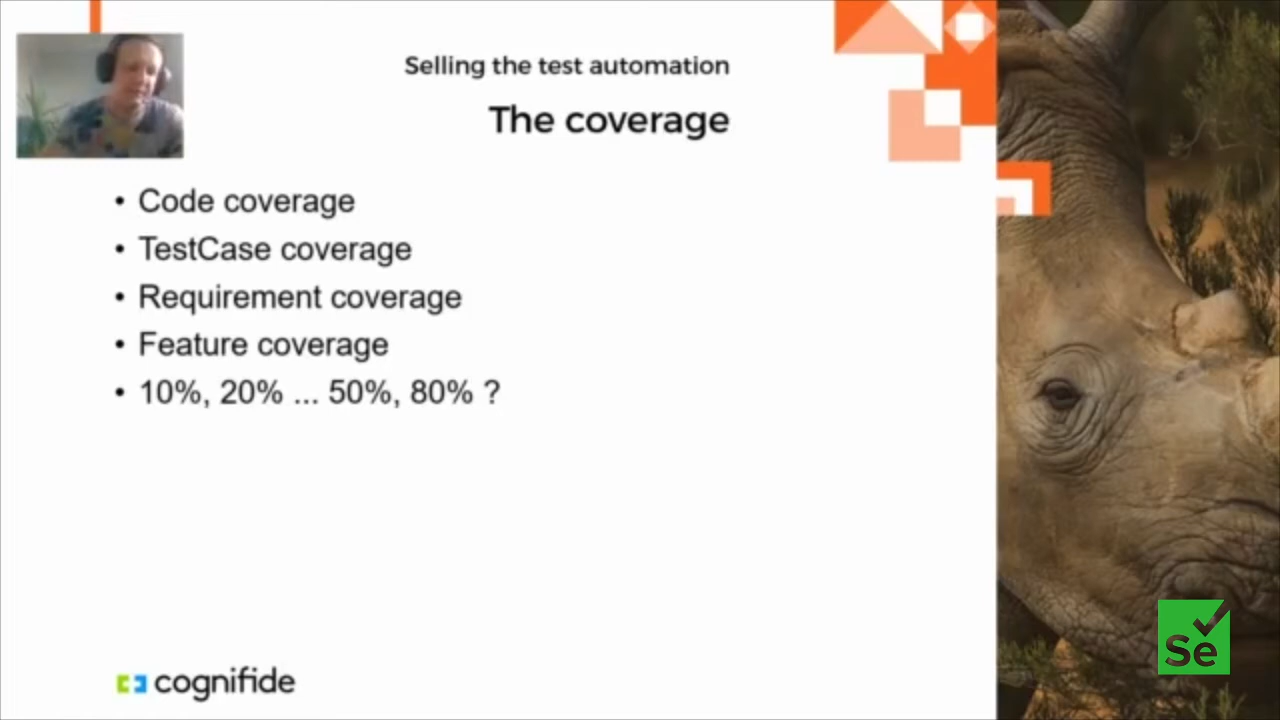 Selling the test automation
The coverage
• Code coverage
• TestCase coverage
• Requirement coverage
• Feature coverage
• 10%, 20% ... 50%, 80% ?
cognifide
Se